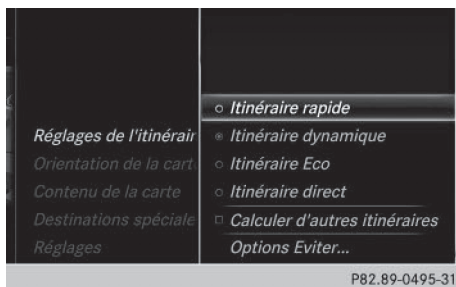 Itinéraire rapide
Réglages de l'itinérair
Itinéraire dynamique
Orientation de la cart
Itinéraire Eco
Contenu de la carte
Itinéraire direct
Destinations spéciale
Calculer d'autres itinéraires
Réglages
Options Eviter...
P82.89-0495-31